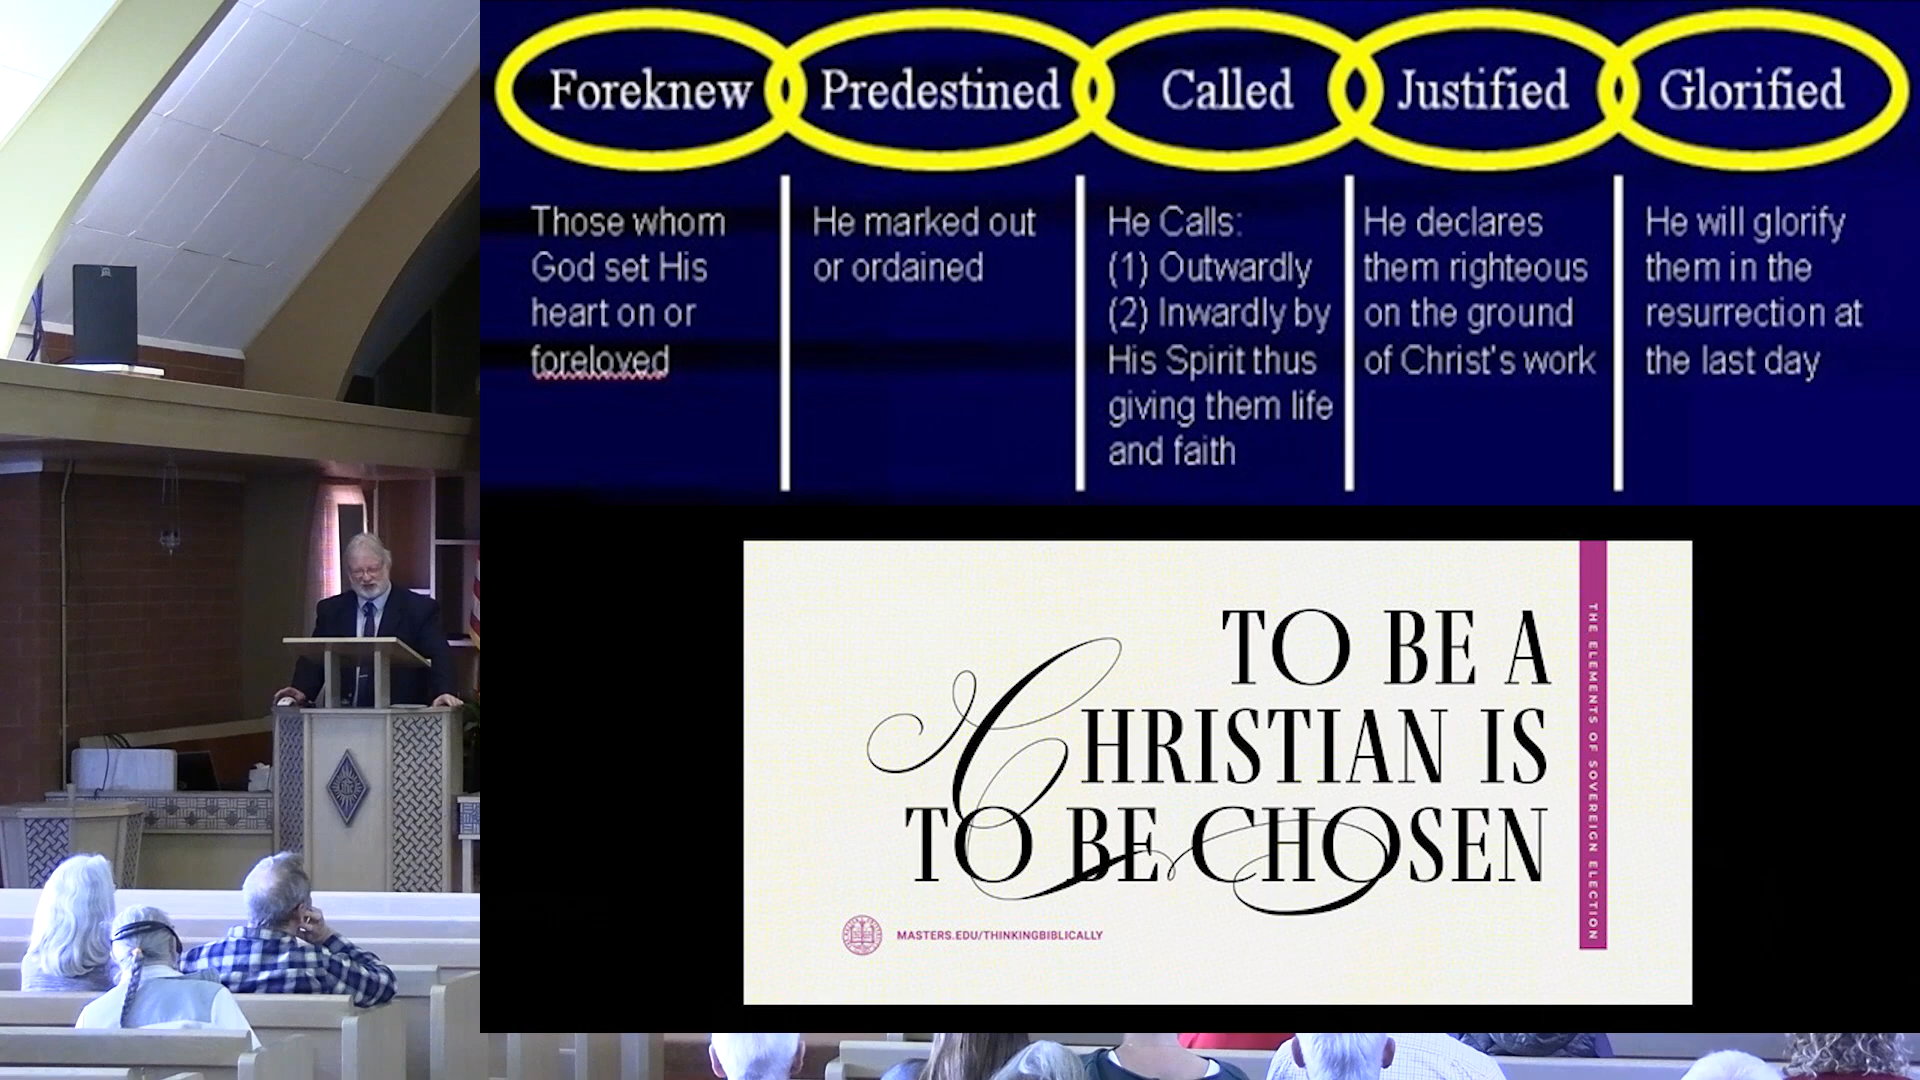 Foreknew Predestined Called Justified Glorified
Those whom
God set His
heart on or
foreloved
He marked out
or ordained
He Calls:
(1) Outwardly
(2) Inwardly by
His Spirit thus
giving them life
and faith
He declares
them righteous
on the ground
of Christ's work
He will glorify
them in the
resurrection at
the last day
TO BE A
CHRISTIAN IS
TO BE CHOSEN
THE ELEMENTS OF SOVEREIGN ELECTION
MASTERS.EDU/THINKINGBIBLICALLY